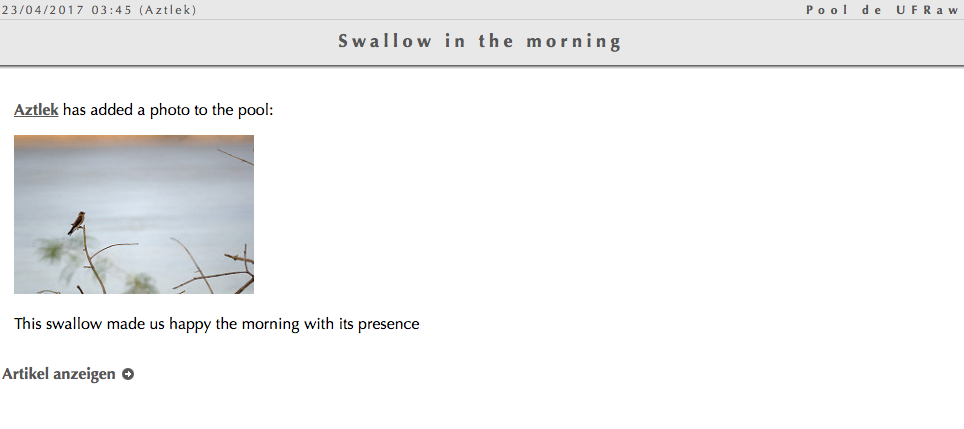 23/04/2017 03:45 (Aztlek) Pool de UFRaw
Swallow in the morning
Aztlek has added a photo to the pool:
This swallow made us happy the morning with its presence
Artikel anzeigen